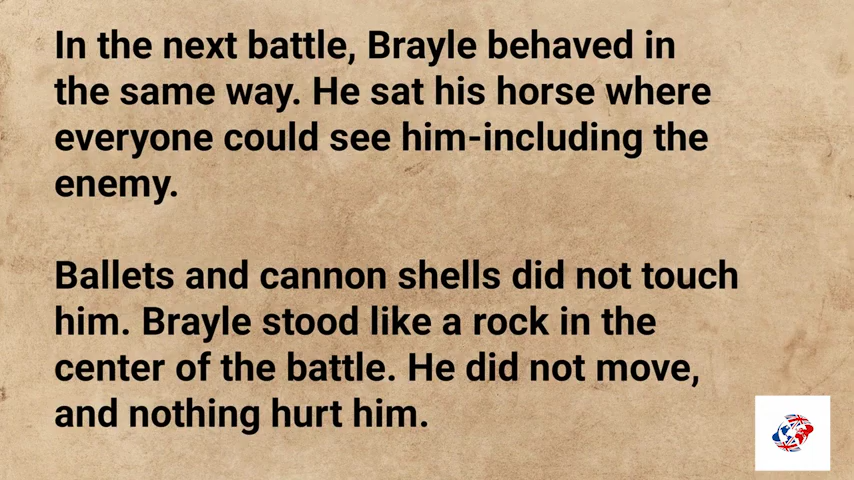 In the next battle, Brayle behaved in
the same way. He sat his horse where
everyone could see him-including the
enemy.
Ballets and cannon shells did not touch
him. Brayle stood like a rock in the
center of the battle. He did not move,
and nothing hurt him.